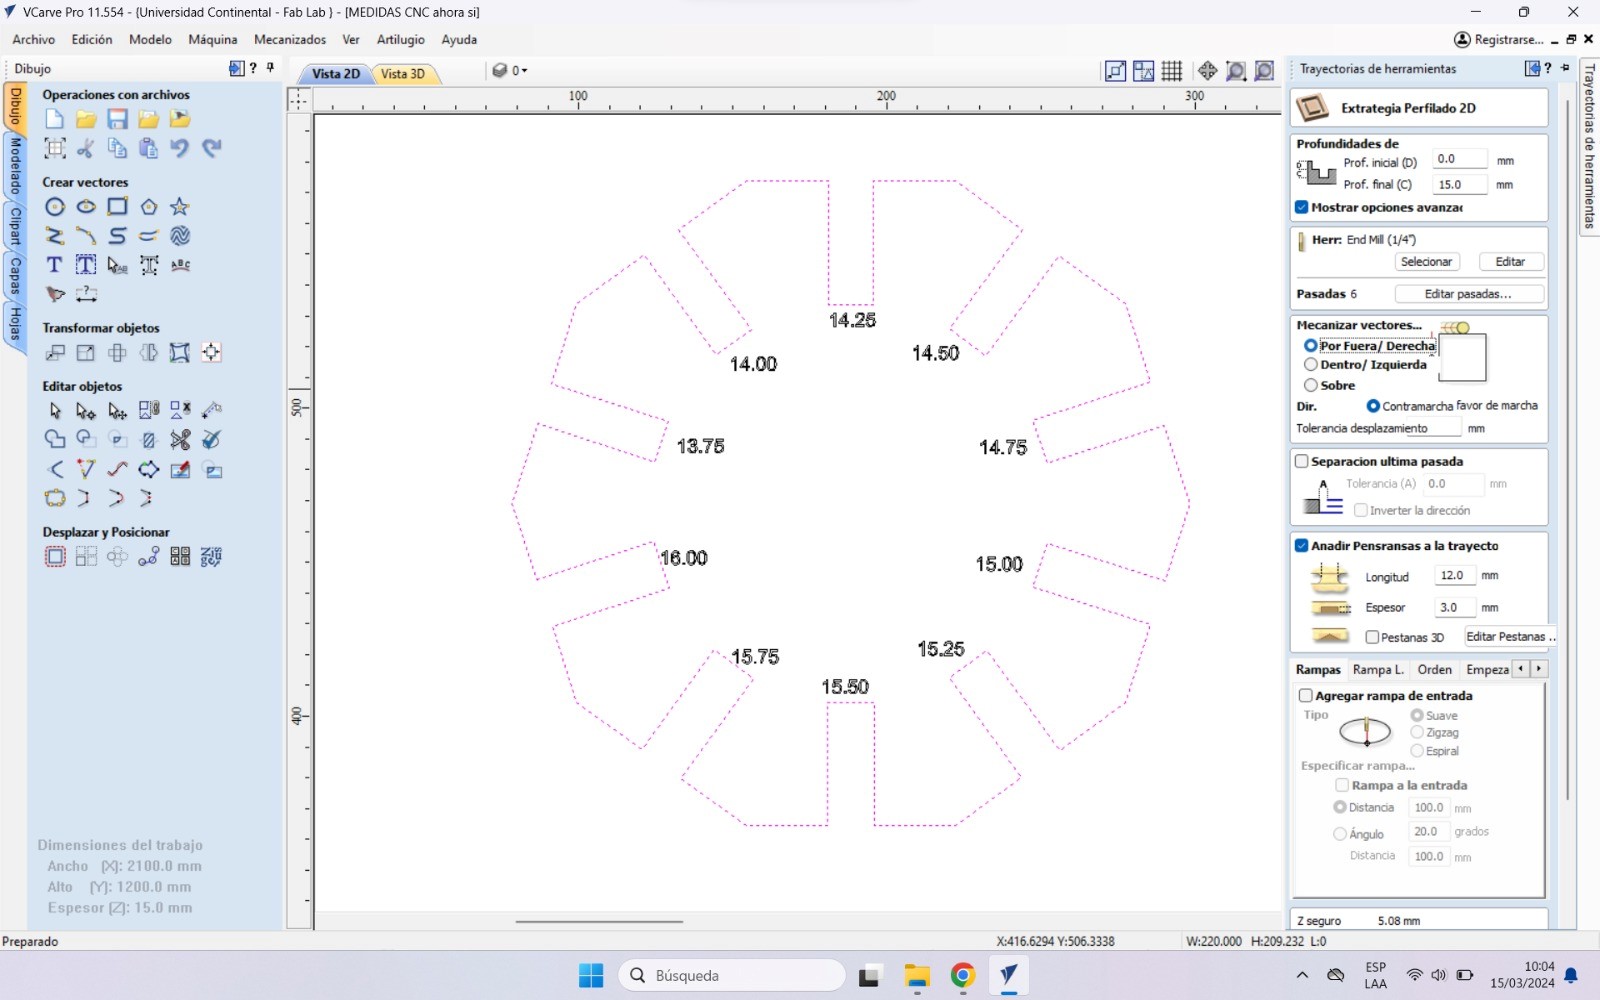 VCarve Pro 11.554 - {Universidad Continental - Fab Lab } - [MEDIDAS CNC ahora si]
Archivo Edición Modelo Máquina Mecanizados Ver Artilugio Ayuda
Registrarse...
Dibujo
Operaciones con archivos
Crear vectores
Transformar objetos
Editar objetos
Desplazar y Posicionar
Dimensiones del trabajo
Ancho (X): 2100.0 mm
Alto (Y): 1200.0 mm
Espesor (Z): 15.0 mm
Dibujo
Modelado
Clipart
Capas
Hojas
Vista 2D
Vista 3D
0
100 200 300
500
400
14.25
14.00
14.50
13.75
14.75
16.00
15.00
15.75
15.25
15.50
Trayectorias de herramientas
Trayectorias de herramientas
Extrategia Perfilado 2D
Profundidades de
Prof. inicial (D) 0.0 mm
Prof. final (C) 15.0 mm
Mostrar opciones avanzac
Herr: End Mill (1/4")
Selecionar Editar
Pasadas 6 Editar pasadas...
Mecanizar vectores...
Por Fuera/ Derecha
Dentro/ Izquierda
Sobre
Dir. Contramarcha favor de marcha
Tolerancia desplazamiento mm
Separacion ultima pasada
A
Tolerancia (A) 0.0 mm
Inverter la dirección
Anadir Pensransas a la trayecto
Longitud 12.0 mm
Espesor 3.0 mm
Pestanas 3D Editar Pestanas ..
Rampas Rampa L. Orden Empeza
Agregar rampa de entrada
Tipo Suave
Zigzag
Espiral
Especificar rampa...
Rampa a la entrada
Distancia 100.0 mm
Ángulo 20.0 grados
Distancia 100.0 mm
Z seguro 5.08 mm
Preparado
X:416.6294 Y:506.3338
W:220.000 H:209.232 L:0
Búsqueda
ESP
LAA
10:04
15/03/2024